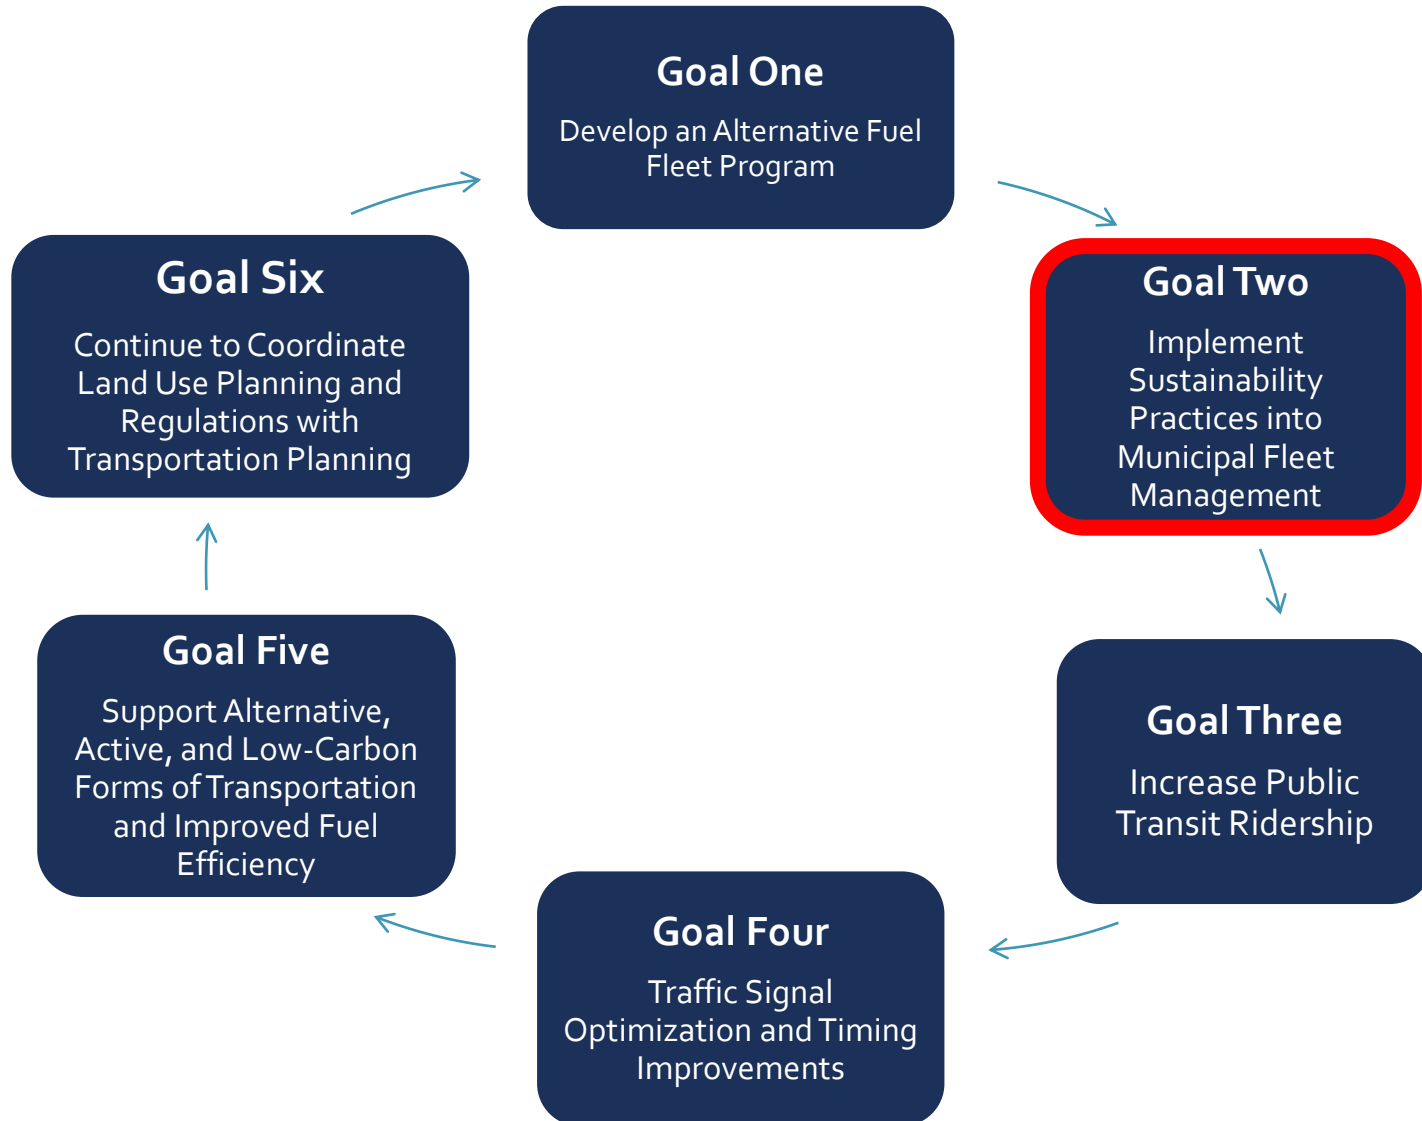 Goal One
Develop an Alternative Fuel
Fleet Program
Goal Two
Implement
Sustainability
Practices into
Municipal Fleet
Management
Goal Three
Increase Public
Transit Ridership
Goal Four
Traffic Signal
Optimization and Timing
Improvements
Goal Five
Support Alternative,
Active, and Low-Carbon
Forms of Transportation
and Improved Fuel
Efficiency
Goal Six
Continue to Coordinate
Land Use Planning and
Regulations with
Transportation Planning